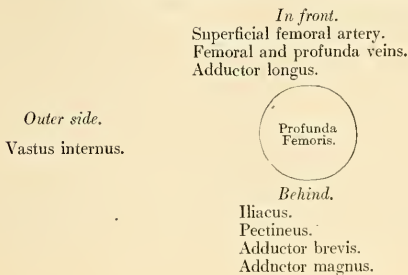 In front.
Superficial femoral artery.
Femoral and profunda veins.
Adductor longus.
Outer side.
Vastus internus.
Profunda
Femoris.
Behind.
Iliacus.
Pectineus.
Adductor brevis.
Adductor magnus.